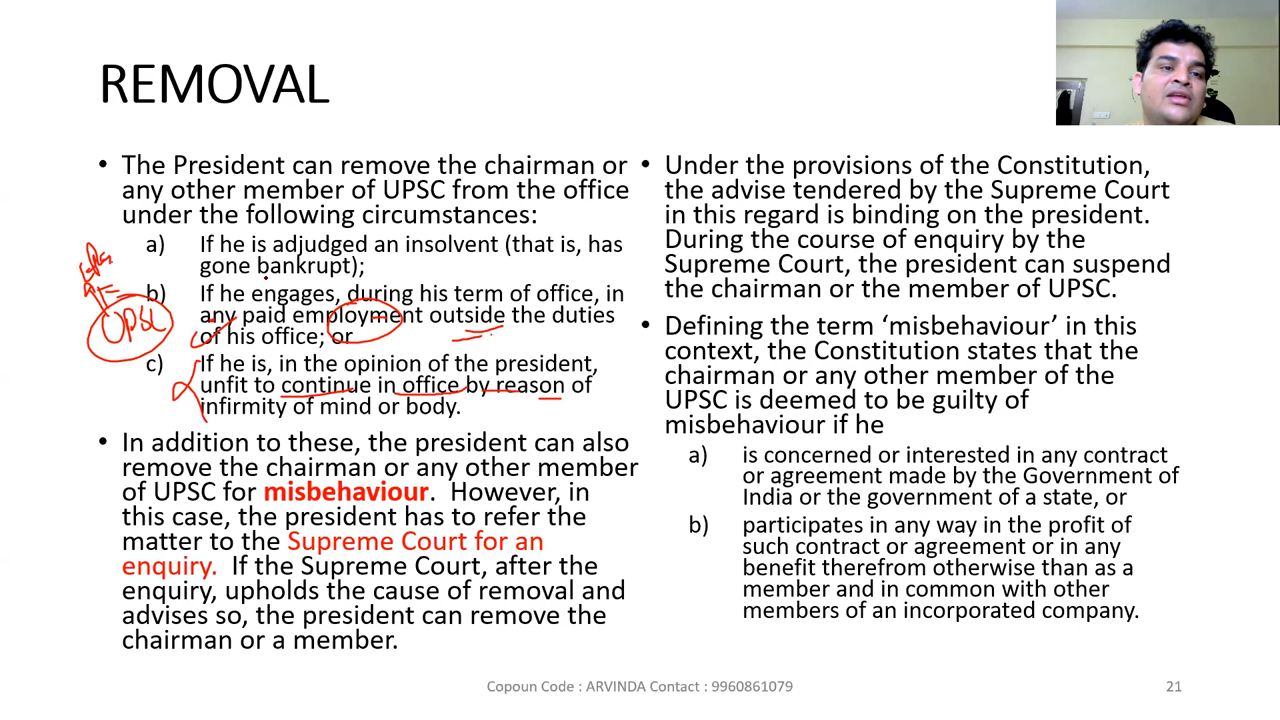 REMOVAL
• The President can remove the chairman or
any other member of UPSC from the office
under the following circumstances:
a) If he is adjudged an insolvent (that is, has
gone bankrupt);
b) If he engages, during his term of office, in
any paid employment outside the duties
of his office; or
c) If he is, in the opinion of the president,
unfit to continue in office by reason of
infirmity of mind or body.
UPSC
• In addition to these, the president can also
remove the chairman or any other member
of UPSC for misbehaviour. However, in
this case, the president has to refer the
matter to the Supreme Court for an
enquiry. If the Supreme Court, after the
enquiry, upholds the cause of removal and
advises so, the president can remove the
chairman or a member.
• Under the provisions of the Constitution,
the advise tendered by the Supreme Court
in this regard is binding on the president.
During the course of enquiry by the
Supreme Court, the president can suspend
the chairman or the member of UPSC.
• Defining the term ‘misbehaviour’ in this
context, the Constitution states that the
chairman or any other member of the
UPSC is deemed to be guilty of
misbehaviour if he
a) is concerned or interested in any contract
or agreement made by the Government of
India or the government of a state, or
b) participates in any way in the profit of
such contract or agreement or in any
benefit therefrom otherwise than as a
member and in common with other
members of an incorporated company.
Copoun Code : ARVINDA Contact : 9960861079
21